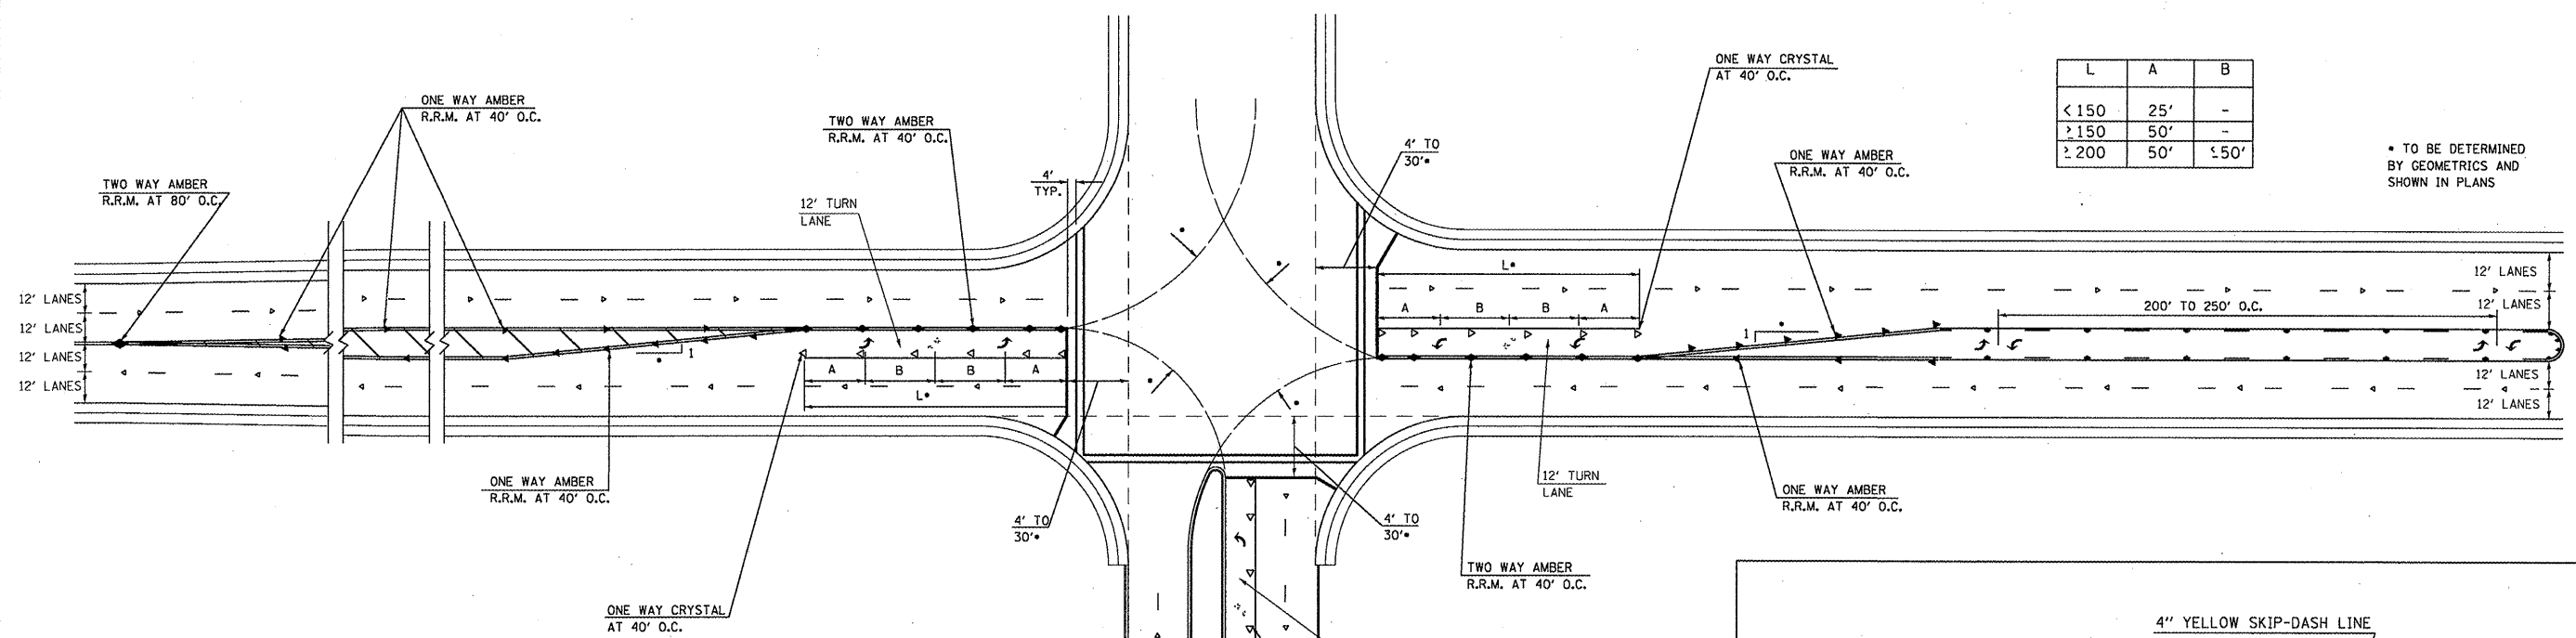 ONE WAY CRYSTAL
AT 40' O.C.
L A B
<150 25' -
≥150 50' -
≥200 50' ≤50'
ONE WAY AMBER
R.R.M. AT 40' O.C.
TWO WAY AMBER
R.R.M. AT 40' O.C.
4' TO
30'•
• TO BE DETERMINED
BY GEOMETRICS AND
SHOWN IN PLANS
ONE WAY AMBER
R.R.M. AT 40' O.C.
TWO WAY AMBER
R.R.M. AT 80' O.C.
4'
TYP.
12' TURN
LANE
L•
12' LANES
12' LANES
12' LANES
12' LANES
A B B A
200' TO 250' O.C.
12' LANES
12' LANES
•
1
•
1
•
•
•
•
A B B A
L•
12' LANES
12' LANES
ONE WAY AMBER
R.R.M. AT 40' O.C.
12' TURN
LANE
ONE WAY AMBER
R.R.M. AT 40' O.C.
4' TO
30'•
4' TO
30'•
TWO WAY AMBER
R.R.M. AT 40' O.C.
ONE WAY CRYSTAL
AT 40' O.C.
4" YELLOW SKIP-DASH LINE